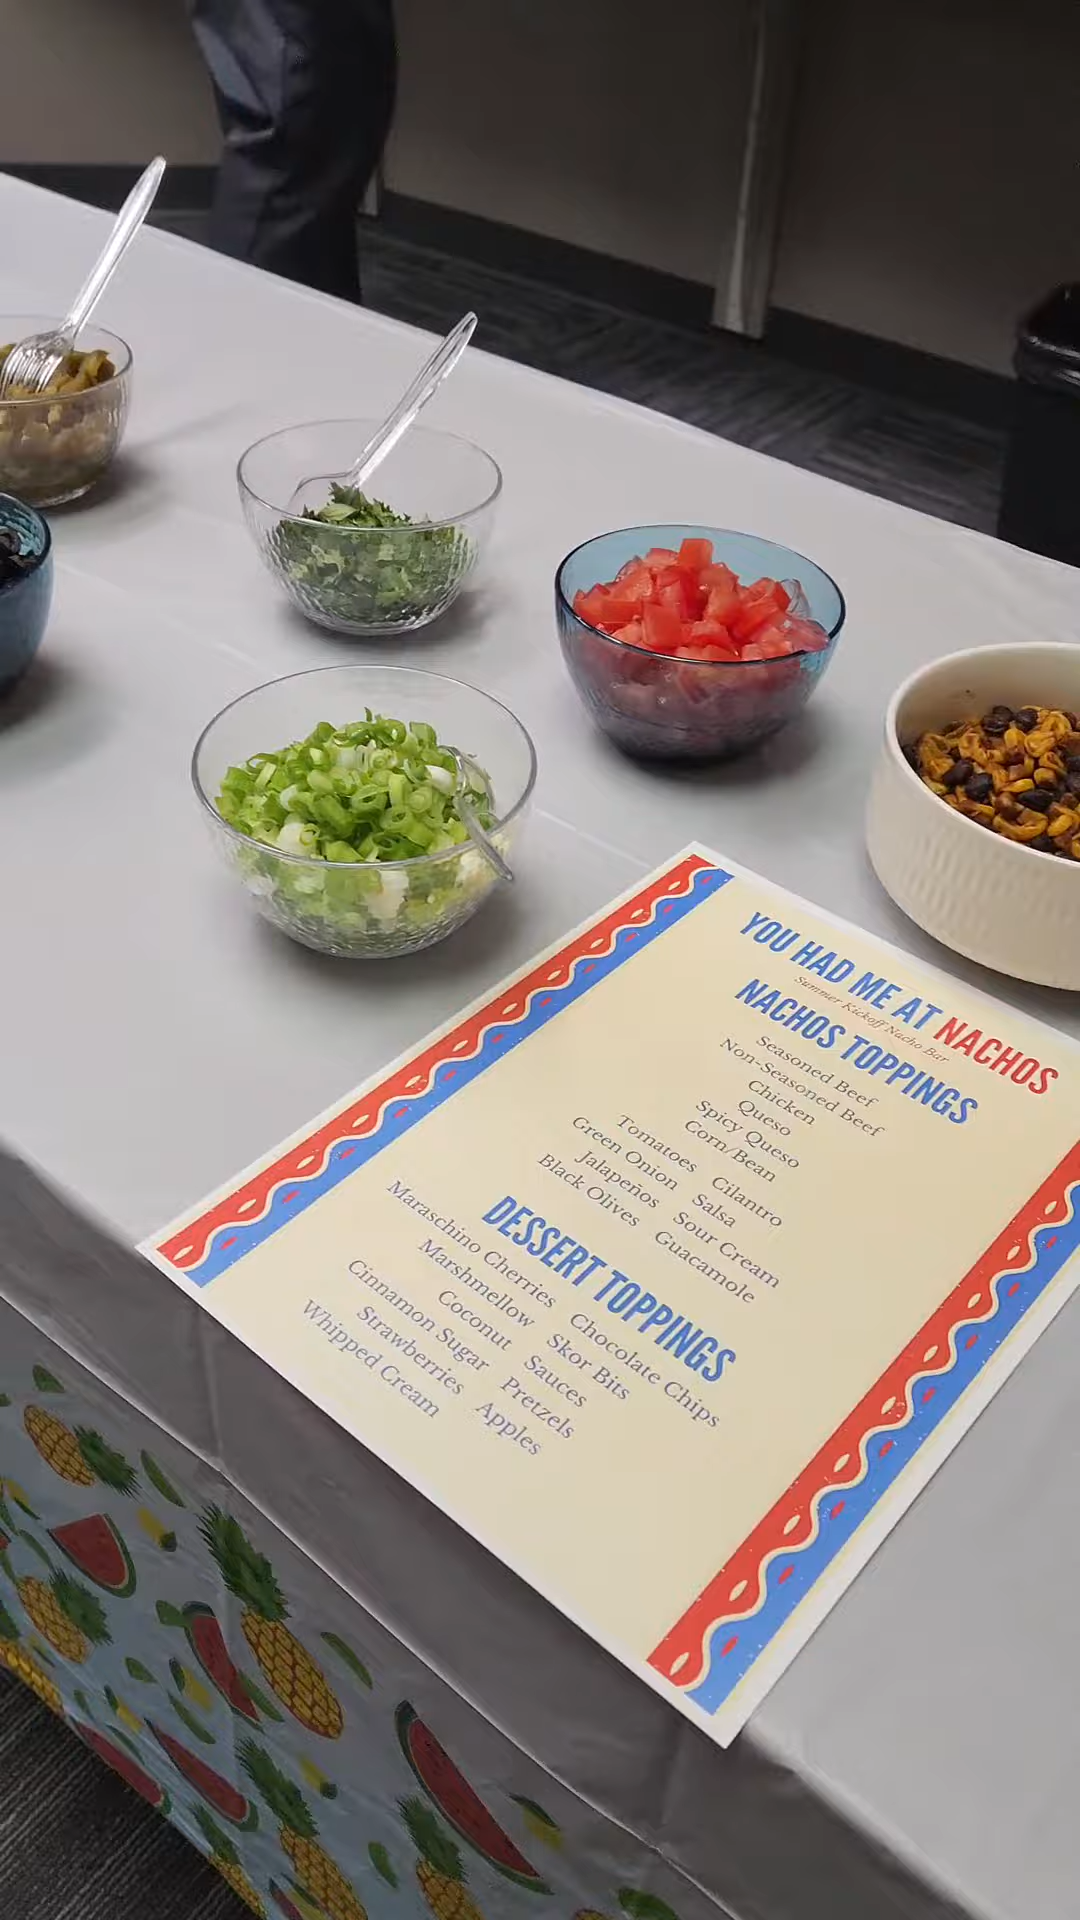 YOU HAD ME AT NACHOS
Summer Kickoff Nacho Bar
NACHOS TOPPINGS
Seasoned Beef
Non-Seasoned Beef
Chicken
Queso
Spicy Queso
Corn/Bean
Tomatoes Cilantro
Green Onion Salsa
Jalapeños Sour Cream
Black Olives Guacamole
DESSERT TOPPINGS
Maraschino Cherries Chocolate Chips
Marshmellow Skor Bits
Coconut Sauces
Cinnamon Sugar Pretzels
Strawberries Apples
Whipped Cream